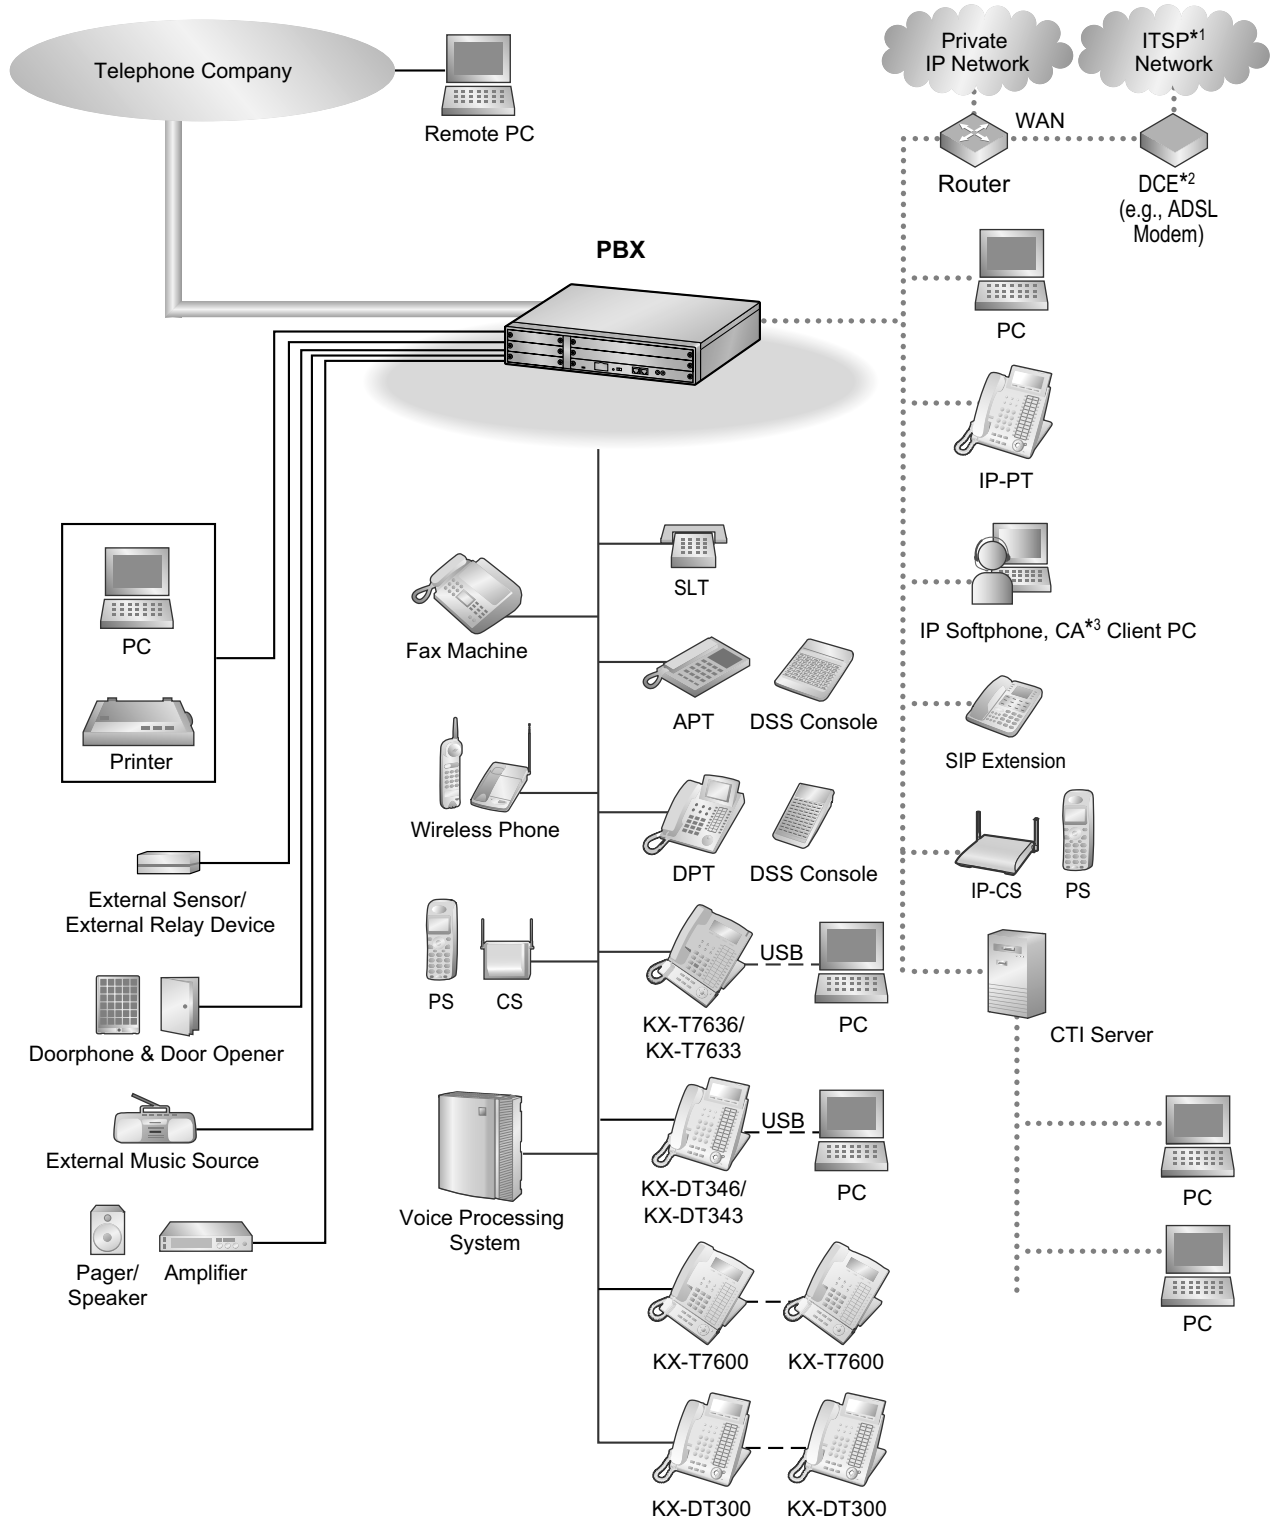 Telephone Company
Remote PC
Private
IP Network
ITSP*1
Network
WAN
Router
DCE*2
(e.g., ADSL
Modem)
PBX
PC
IP-PT
IP Softphone, CA*3 Client PC
SIP Extension
IP-CS
PS
CTI Server
PC
PC
PC
Printer
External Sensor/
External Relay Device
Doorphone & Door Opener
External Music Source
Pager/
Speaker
Amplifier
Fax Machine
Wireless Phone
PS
CS
Voice Processing
System
SLT
APT
DSS Console
DPT
DSS Console
USB
KX-T7636/
KX-T7633
PC
USB
KX-DT346/
KX-DT343
PC
KX-T7600
KX-T7600
KX-DT300
KX-DT300